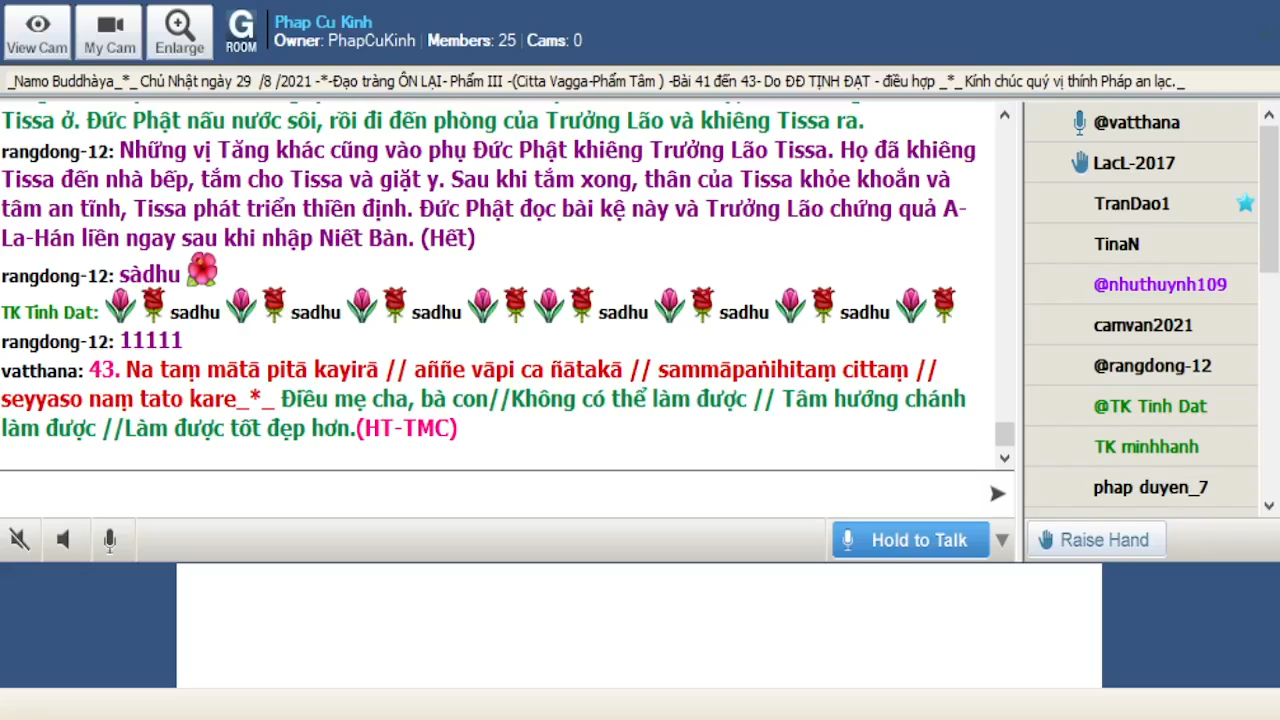 View Cam
My Cam
Enlarge
G
ROOM
Phap Cu Kinh
Owner: PhapCuKinh | Members: 25 | Cams: 0
_Namo Buddhàya_*_ Chủ Nhật ngày 29 /8 /2021 -*-Đạo tràng ÔN LẠI- Phẩm III -(Citta Vagga-Phẩm Tâm ) -Bài 41 đến 43- Do ĐĐ TỊNH ĐẠT - điều hợp _*_Kính chúc quý vị thính Pháp an lạc._
Tissa ở. Đức Phật nấu nước sôi, rồi đi đến phòng của Trưởng Lão và khiêng Tissa ra.
rangdong-12: Những vị Tăng khác cũng vào phụ Đức Phật khiêng Trưởng Lão Tissa. Họ đã khiêng
Tissa đến nhà bếp, tắm cho Tissa và giặt y. Sau khi tắm xong, thân của Tissa khỏe khoắn và
tâm an tĩnh, Tissa phát triển thiền định. Đức Phật đọc bài kệ này và Trưởng Lão chứng quả A-
La-Hán liền ngay sau khi nhập Niết Bàn. (Hết)
rangdong-12: sàdhu
TK Tinh Dat: sadhu sadhu sadhu sadhu sadhu sadhu
rangdong-12: 11111
vatthana: 43. Na taṃ mātā pitā kayirā // aññe vāpi ca ñātakā // sammāpaṅihitaṃ cittaṃ //
seyyaso naṃ tato kare_*_ Điều mẹ cha, bà con//Không có thể làm được // Tâm hướng chánh
làm được //Làm được tốt đẹp hơn.(HT-TMC)
Hold to Talk
@vatthana
LacL-2017
TranDao1
TinaN
@nhuthuynh109
camvan2021
@rangdong-12
@TK Tinh Dat
TK minhhanh
phap duyen_7
Raise Hand